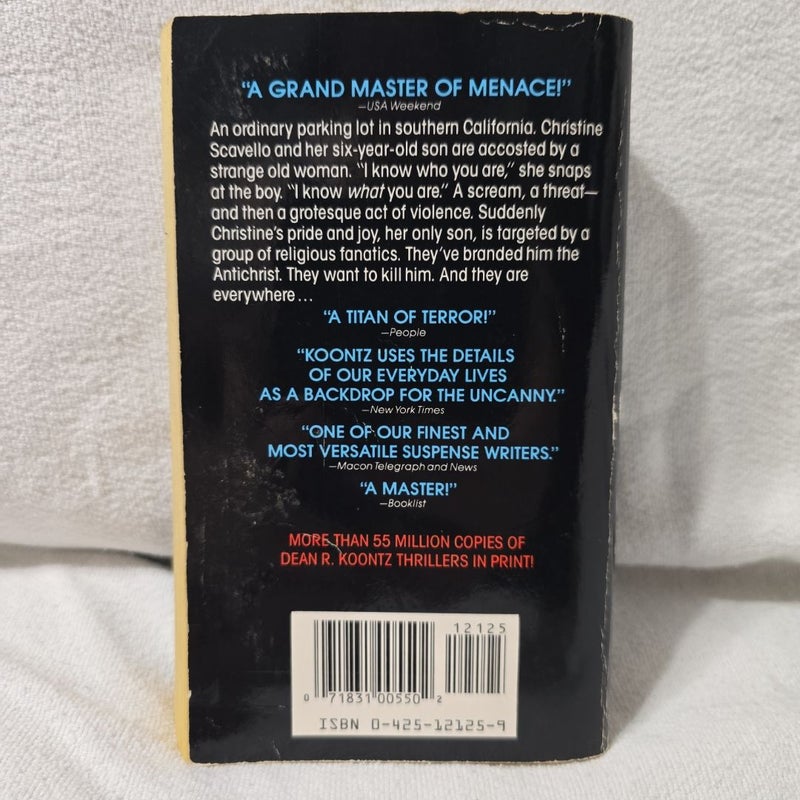 “A GRAND MASTER OF MENACE!”
—USA Weekend
An ordinary parking lot in southern California. Christine
Scavello and her six-year-old son are accosted by a
strange old woman. “I know who you are,” she snaps
at the boy. “I know what you are.” A scream, a threat—
and then a grotesque act of violence. Suddenly
Christine’s pride and joy, her only son, is targeted by a
group of religious fanatics. They’ve branded him the
Antichrist. They want to kill him. And they are
everywhere...
“A TITAN OF TERROR!”
—People
“KOONTZ USES THE DETAILS
OF OUR EVERYDAY LIVES
AS A BACKDROP FOR THE UNCANNY.”
—New York Times
“ONE OF OUR FINEST AND
MOST VERSATILE SUSPENSE WRITERS.”
—Macon Telegraph and News
“A MASTER!”
—Booklist
MORE THAN 55 MILLION COPIES OF
DEAN R. KOONTZ THRILLERS IN PRINT!
12125
0 71831 00550 2
ISBN 0-425-12125-9